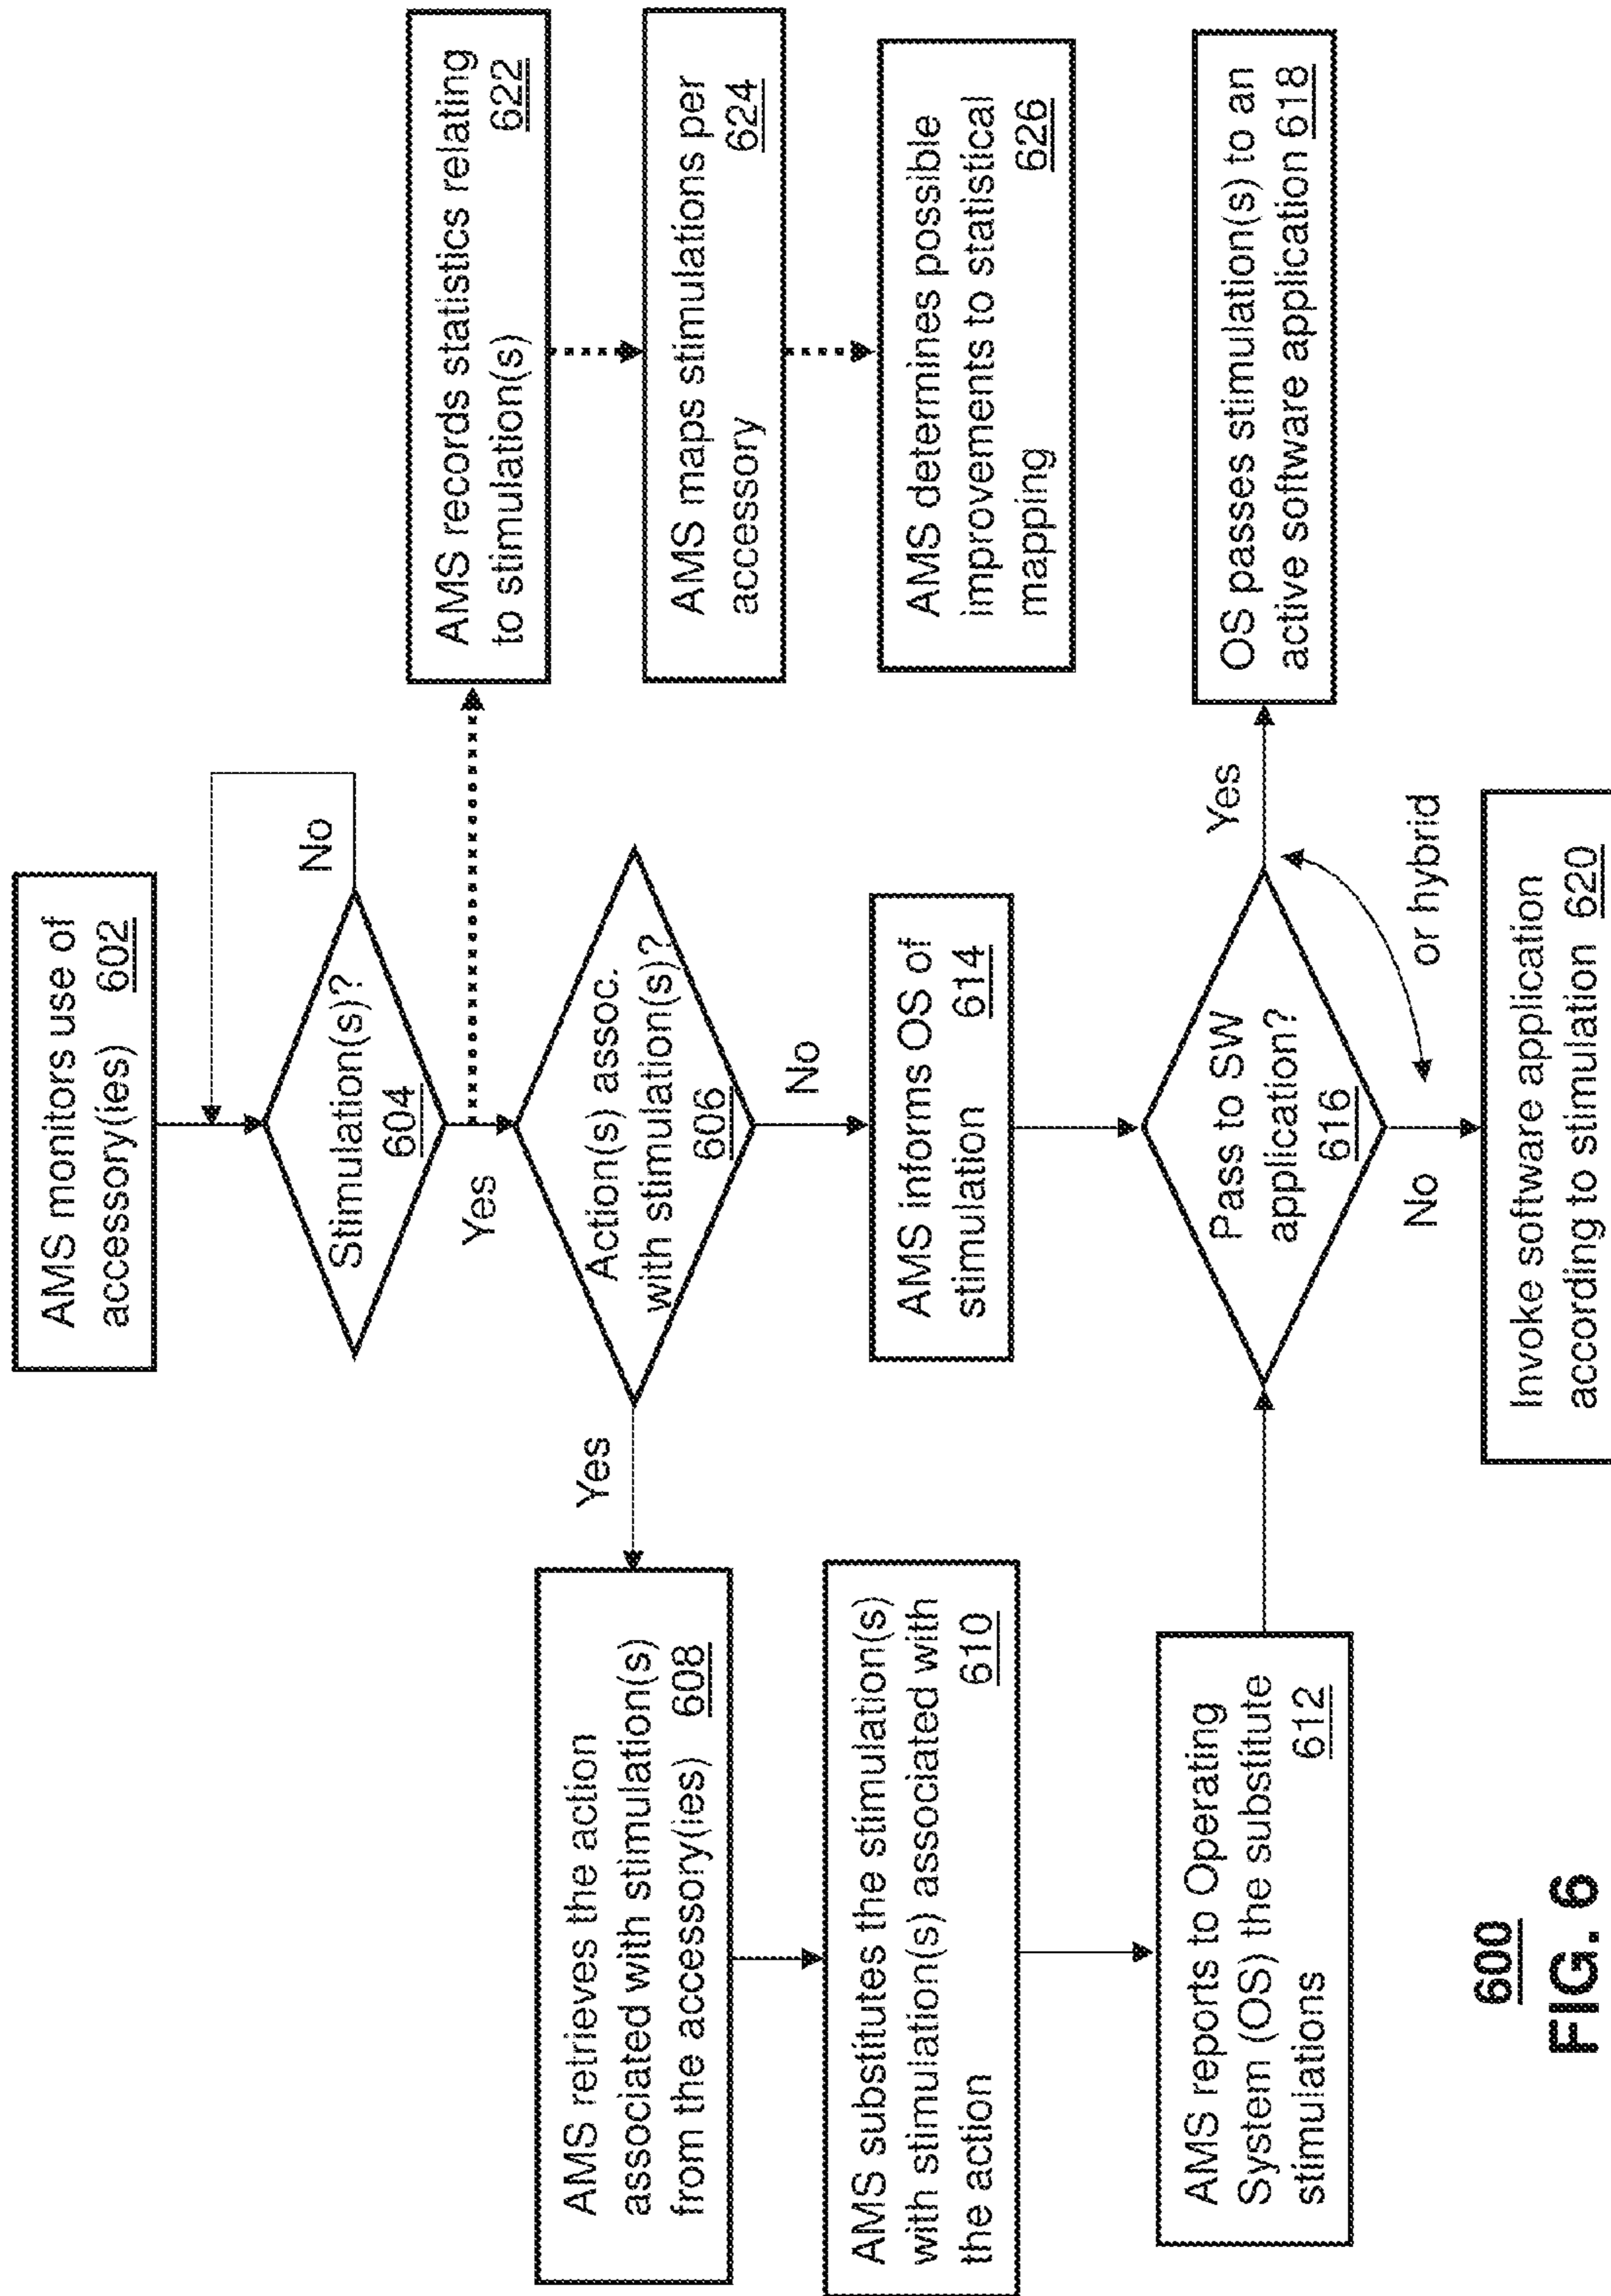 AMS monitors use of
accessory(ies) 602
No
Stimulation(s)?
604
Yes
AMS records statistics relating
to stimulation(s) 622
AMS maps stimulations per
accessory 624
AMS determines possible
improvements to statistical
mapping 626
Action(s) assoc.
with stimulation(s)?
606
Yes
No
AMS retrieves the action
associated with stimulation(s)
from the accessory(ies) 608
AMS substitutes the stimulation(s)
with stimulation(s) associated with
the action 610
AMS reports to Operating
System (OS) the substitute
stimulations 612
AMS informs OS of
stimulation 614
Pass to SW
application?
616
Yes
OS passes stimulation(s) to an
active software application 618
or hybrid
No
Invoke software application
according to stimulation 620
600
FIG. 6